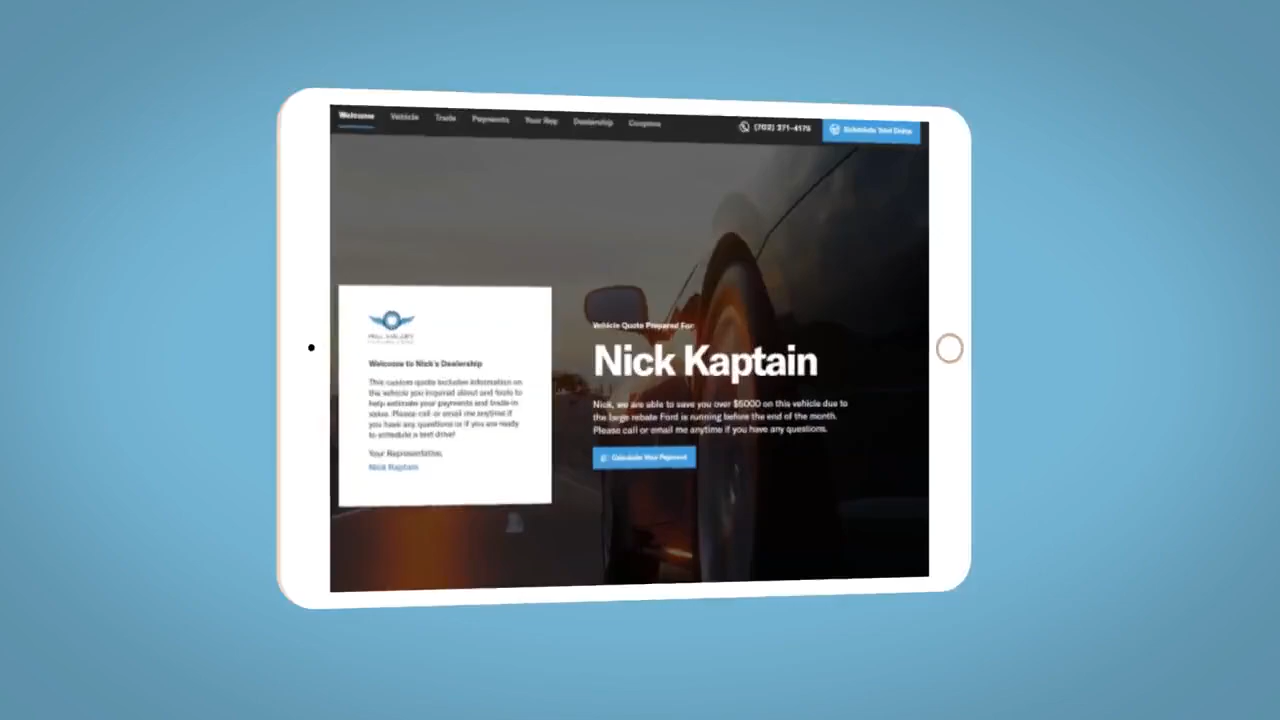 Welcome Vehicle Trade Payments Your Rep Dealership Coupons (702) 271-4175 Schedule Test Drive
Vehicle Quote Prepared For:
Nick Kaptain
Nick, we are able to save you over $5000 on this vehicle due to
the large rebate Ford is running before the end of the month.
Please call or email me anytime if you have any questions.
Calculate Your Payment
Welcome to Nick's Dealership
This custom quote includes information on
the vehicle you inquired about and tools to
help estimate your payments and trade-in
value. Please call or email me anytime if
you have any questions or if you are ready
to schedule a test drive!
Your Representative,
Nick Kaptain